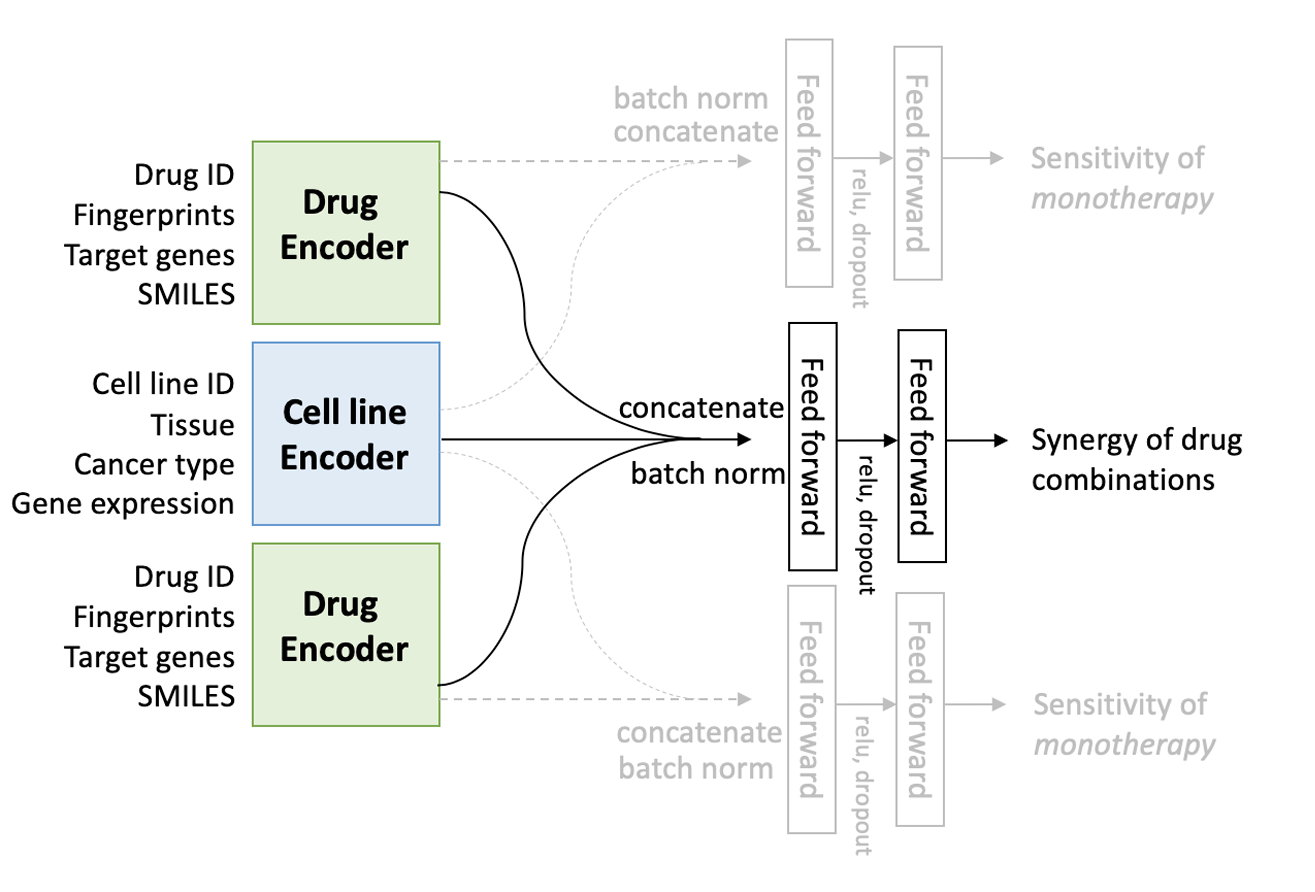 Drug ID
Fingerprints
Target genes
SMILES
Drug
Encoder
batch norm
concatenate
Feed forward
relu, dropout
Feed forward
Sensitivity of
monotherapy
Cell line ID
Tissue
Cancer type
Gene expression
Cell line
Encoder
concatenate
batch norm
Feed forward
relu, dropout
Feed forward
Synergy of drug
combinations
Drug ID
Fingerprints
Target genes
SMILES
Drug
Encoder
concatenate
batch norm
Feed forward
relu, dropout
Feed forward
Sensitivity of
monotherapy